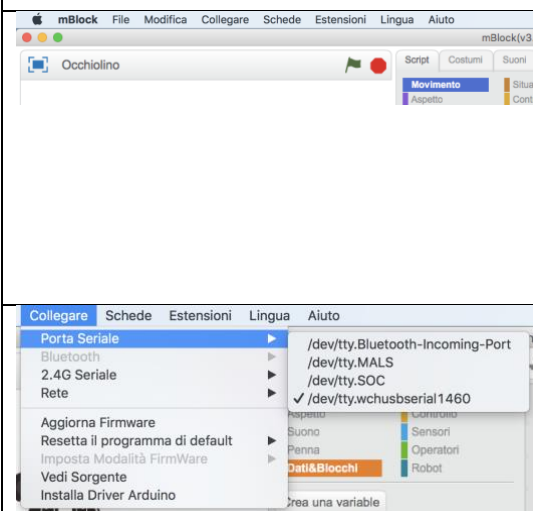 mBlock File Modifica Collegare Schede Estensioni Lingua Aiuto
mBlock(v3.
Occhiolino
Script Costumi Suoni
Movimento Situa
Aspetto Cont
Collegare Schede Estensioni Lingua Aiuto
Porta Seriale
Bluetooth
2.4G Seriale
Rete
Aggiorna Firmware
Resetta il programma di default
Imposta Modalità FirmWare
Vedi Sorgente
Installa Driver Arduino
/dev/tty.Bluetooth-Incoming-Port
/dev/tty.MALS
/dev/tty.SOC
✓ /dev/tty.wchusbserial1460
Aspetto Controllo
Suono Sensori
Penna Operatori
Dati&Blocchi Robot
Crea una variable